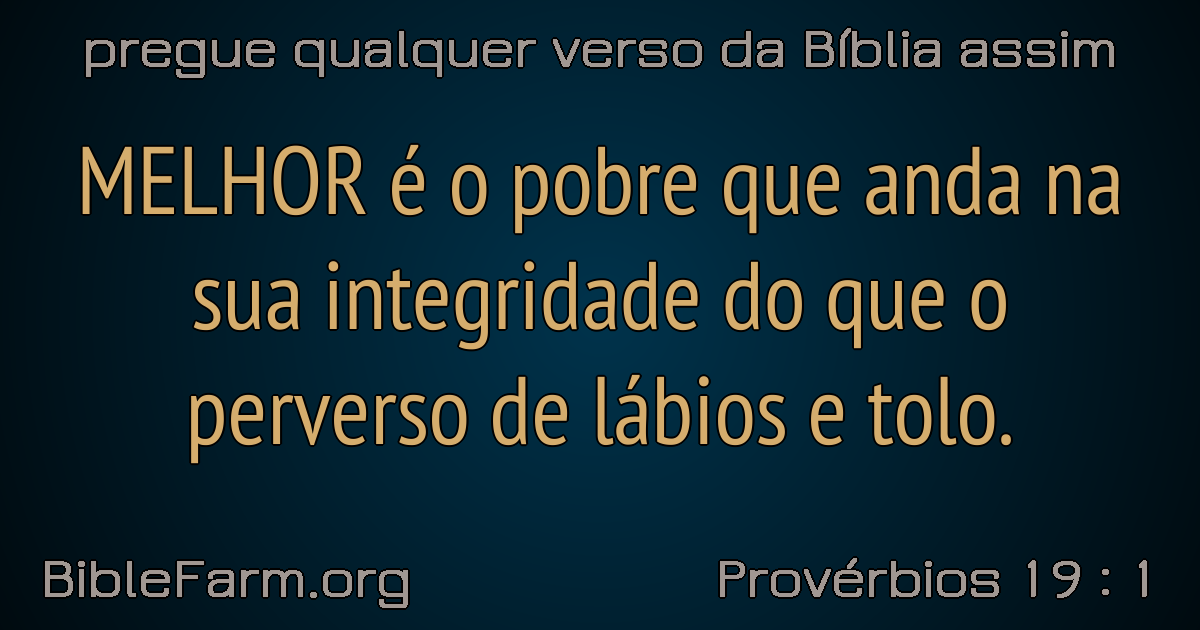 pregue qualquer verso da Bíblia assim
MELHOR é o pobre que anda na
sua integridade do que o
perverso de lábios e tolo.
BibleFarm.org
Provérbios 19 : 1